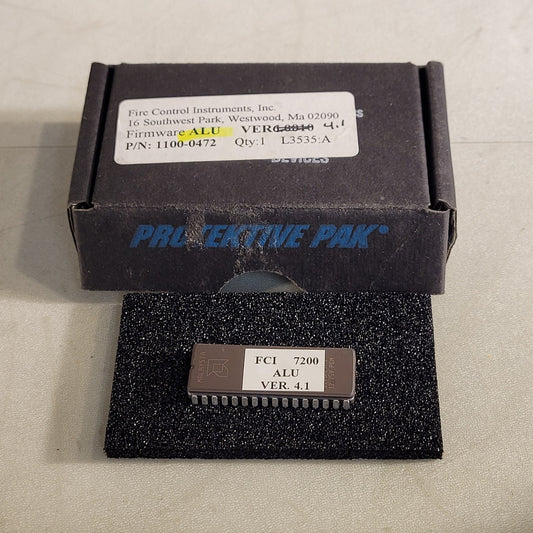 Fire Control Instruments, Inc.
16 Southwest Park, Westwood, Ma 02090
Firmware ALU VER 4.1
P/N: 1100-0472 Qty:1 L3535:A
DEVICES
PROTEKTIVE PAK®
FCI 7200
ALU
VER. 4.1